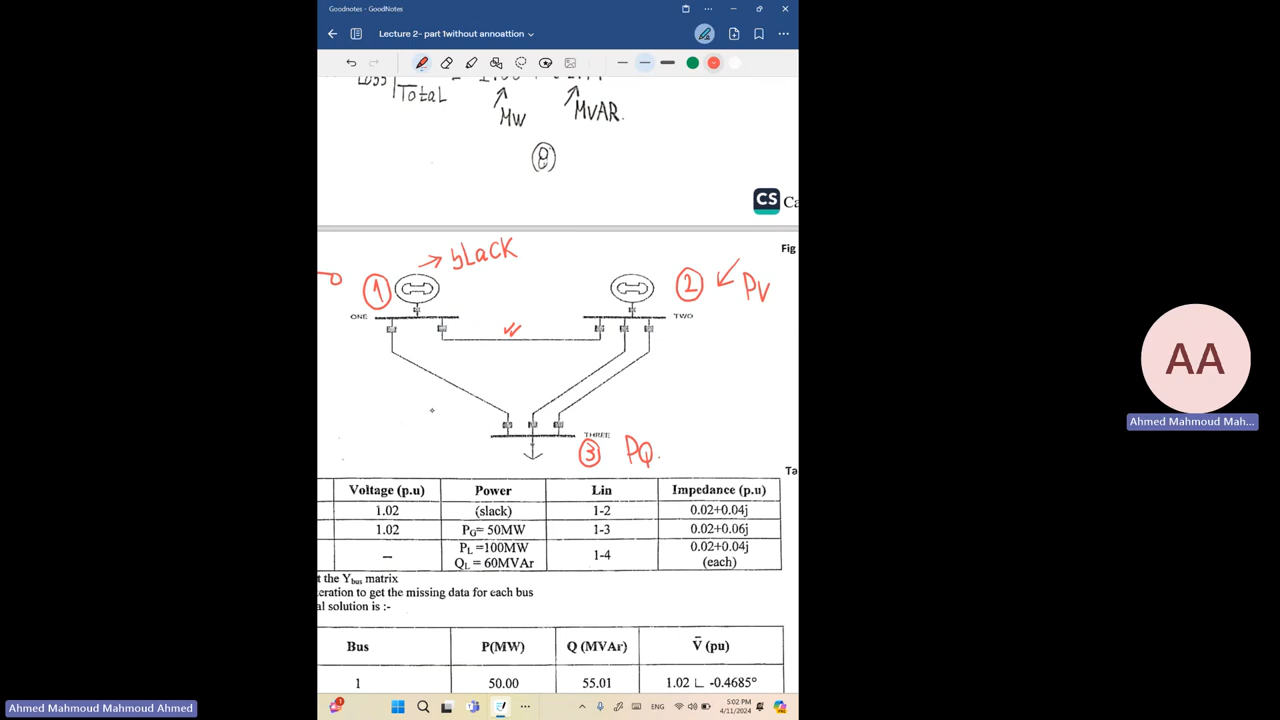 Goodnotes - GoodNotes
Lecture 2- part 1without annoattion
Total
MW
MVAR.
8
CS Ca
Fig
1 → sLacK
2 PV
ONE
TWO
THREE
3 PQ.
Ta
Voltage (p.u) Power Lin Impedance (p.u)
1.02 (slack) 1-2 0.02+0.04j
1.02 PG= 50MW 1-3 0.02+0.06j
— PL =100MW 1-4 0.02+0.04j
QL = 60MVAr (each)
t the Ybus matrix
eration to get the missing data for each bus
al solution is :-
Bus P(MW) Q (MVAr) V̄ (pu)
1 50.00 55.01 1.02 ∟ -0.4685°
AA
Ahmed Mahmoud Mah...
Ahmed Mahmoud Mahmoud Ahmed
ENG
5:02 PM
4/11/2024